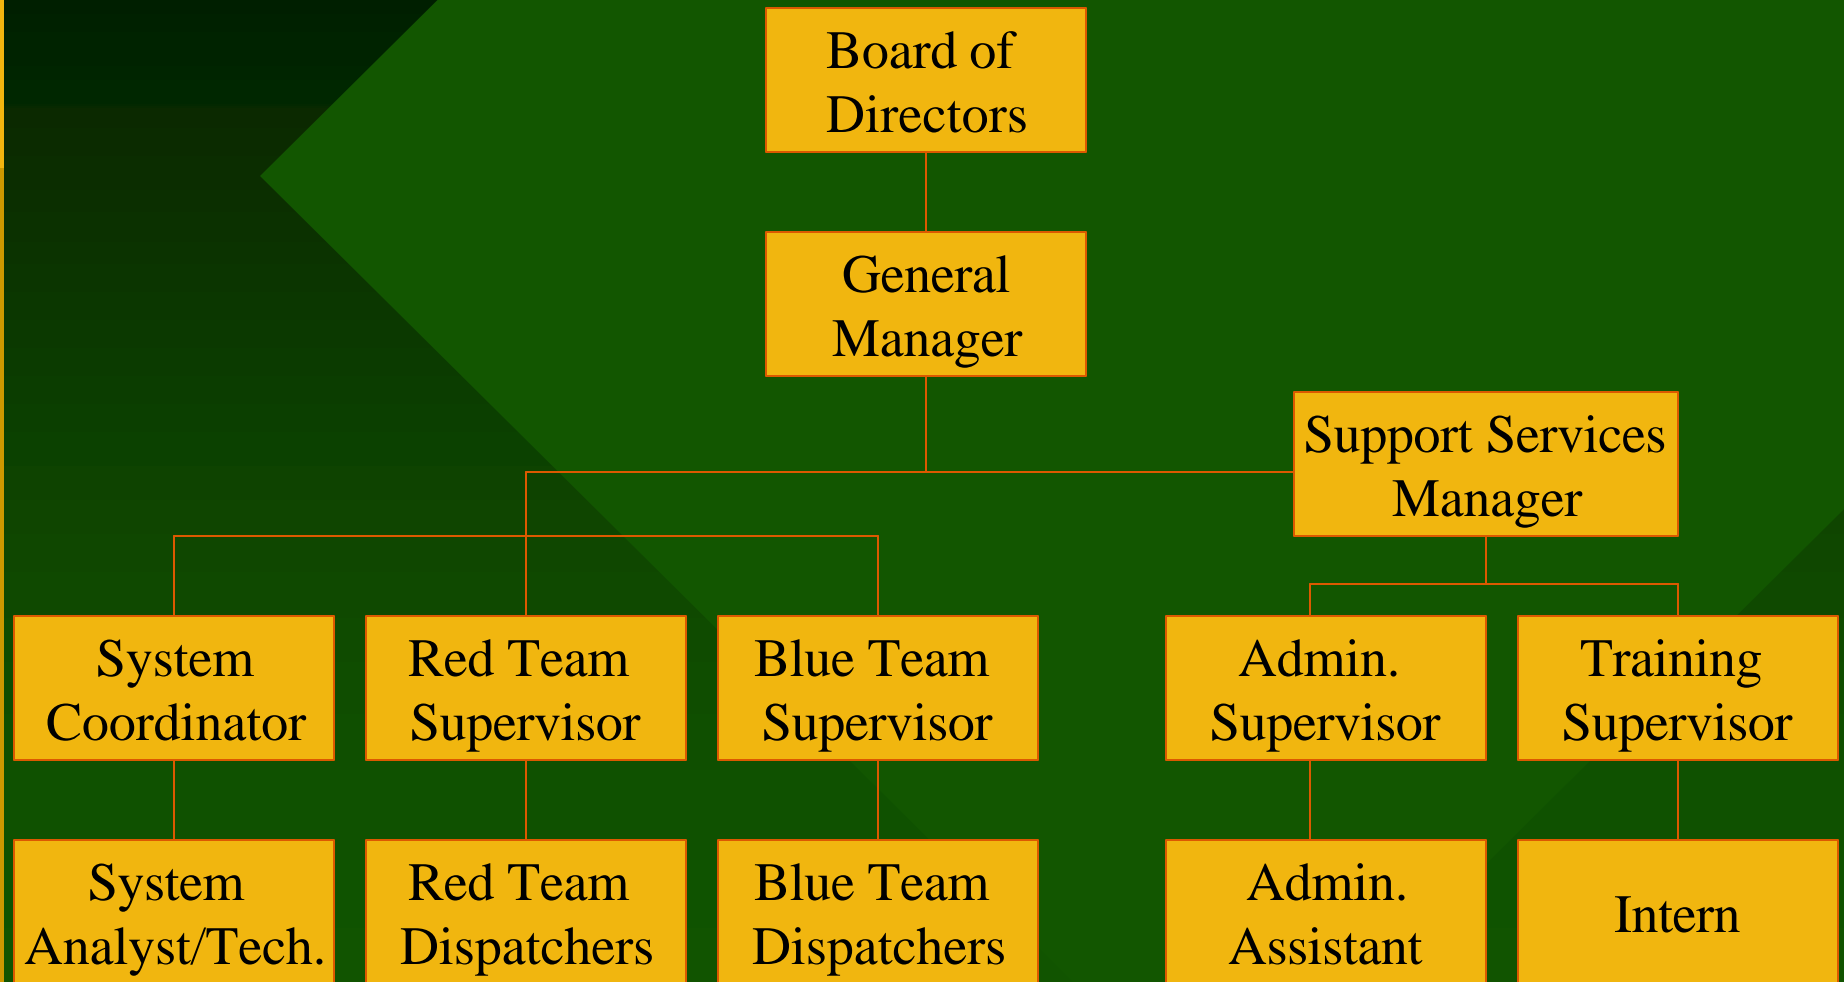 Board of
Directors
General
Manager
Support Services
Manager
System
Coordinator
Red Team
Supervisor
Blue Team
Supervisor
Admin.
Supervisor
Training
Supervisor
System
Analyst/Tech.
Red Team
Dispatchers
Blue Team
Dispatchers
Admin.
Assistant
Intern